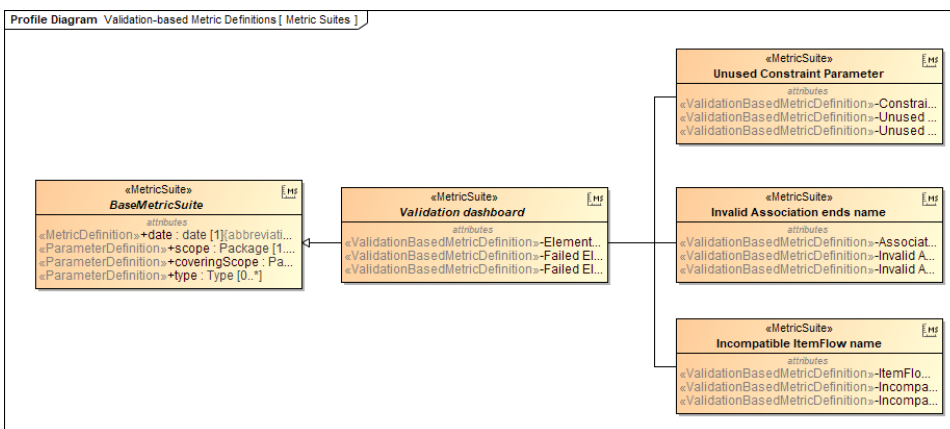 Profile Diagram Validation-based Metric Definitions [ Metric Suites ]
«MetricSuite»
Unused Constraint Parameter
attributes
«ValidationBasedMetricDefinition»-Constrai...
«ValidationBasedMetricDefinition»-Unused ...
«ValidationBasedMetricDefinition»-Unused ...
«MetricSuite»
BaseMetricSuite
attributes
«MetricDefinition»+date : date [1]{abbreviati...
«ParameterDefinition»+scope : Package [1....
«ParameterDefinition»+coveringScope : Pa...
«ParameterDefinition»+type : Type [0..*]
«MetricSuite»
Validation dashboard
attributes
«ValidationBasedMetricDefinition»-Element...
«ValidationBasedMetricDefinition»-Failed El...
«ValidationBasedMetricDefinition»-Failed El...
«MetricSuite»
Invalid Association ends name
attributes
«ValidationBasedMetricDefinition»-Associat...
«ValidationBasedMetricDefinition»-Invalid A...
«ValidationBasedMetricDefinition»-Invalid A...
«MetricSuite»
Incompatible ItemFlow name
attributes
«ValidationBasedMetricDefinition»-ItemFlo...
«ValidationBasedMetricDefinition»-Incompa...
«ValidationBasedMetricDefinition»-Incompa...